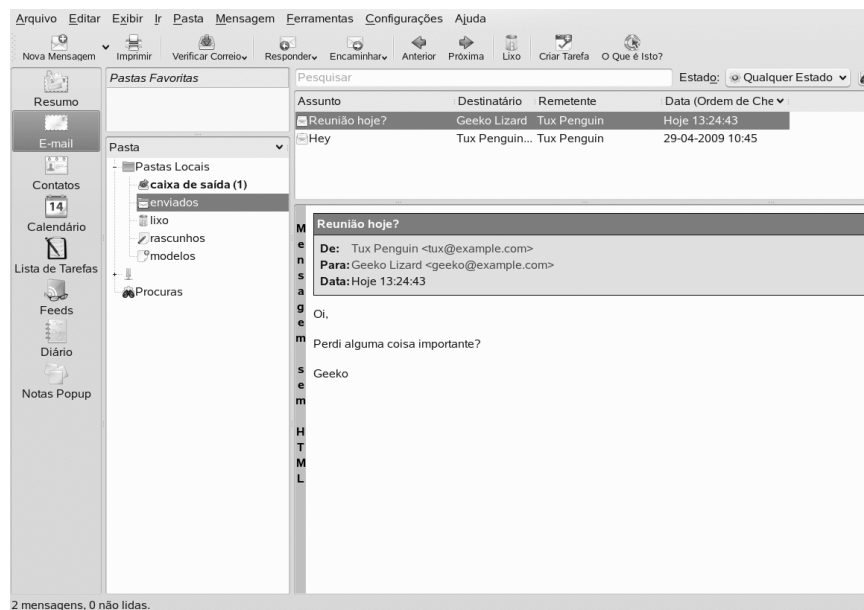 Arquivo Editar Exibir Ir Pasta Mensagem Ferramentas Configurações Ajuda
Nova Mensagem Imprimir Verificar Correio Responder Encaminhar Anterior Próxima Lixo Criar Tarefa O Que é Isto?
Resumo
E-mail
Contatos
14
Calendário
Lista de Tarefas
Feeds
Diário
Notas Popup
Pastas Favoritas
Pasta
Pastas Locais
caixa de saída (1)
enviados
lixo
rascunhos
modelos
Procuras
Pesquisar Estado: Qualquer Estado
Assunto Destinatário Remetente Data (Ordem de Che
Reunião hoje? Geeko Lizard Tux Penguin Hoje 13:24:43
Hey Tux Penguin... Tux Penguin 29-04-2009 10:45
Mensagem sem HTML
Reunião hoje?
De: Tux Penguin <tux@example.com>
Para: Geeko Lizard <geeko@example.com>
Data: Hoje 13:24:43
Oi,
Perdi alguma coisa importante?
Geeko
2 mensagens, 0 não lidas.